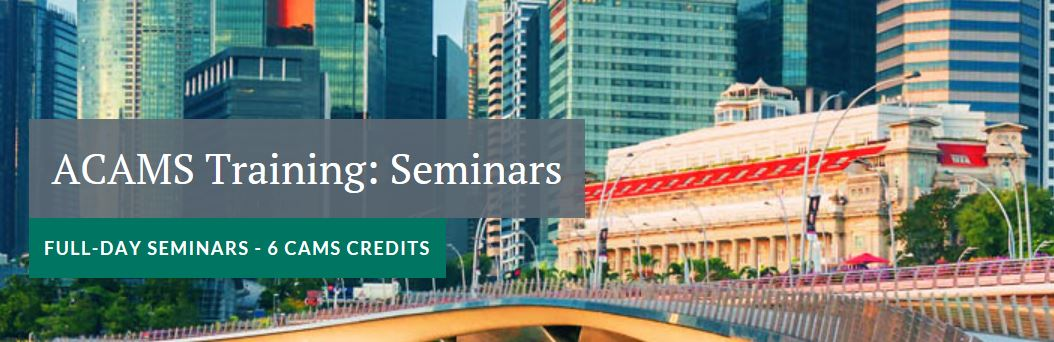 ACAMS Training: Seminars
FULL-DAY SEMINARS - 6 CAMS CREDITS